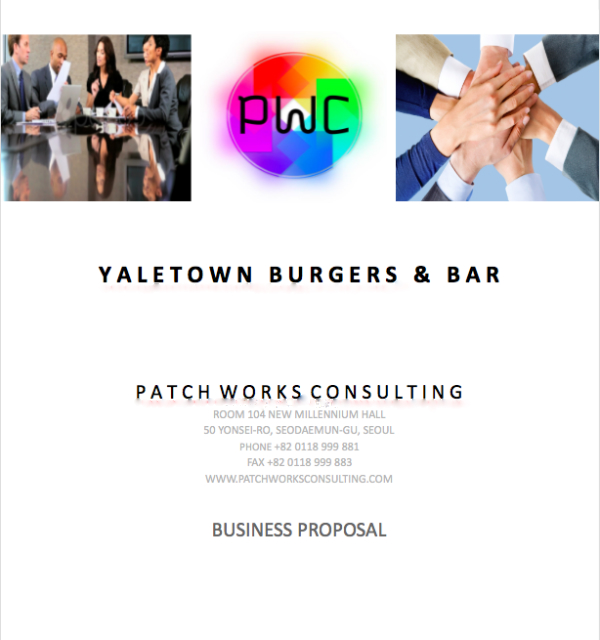 PWC
YALETOWN BURGERS & BAR
PATCH WORKS CONSULTING
ROOM 104 NEW MILLENNIUM HALL
50 YONSEI-RO, SEODAEMUN-GU, SEOUL
PHONE +82 0118 999 881
FAX +82 0118 999 883
WWW.PATCHWORKSCONSULTING.COM
BUSINESS PROPOSAL